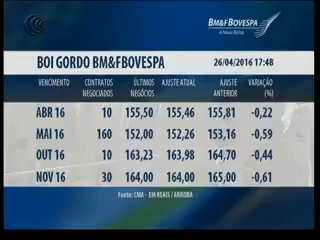 BM&FBOVESPA
A Nova Bolsa
BOI GORDO BM&FBOVESPA 26/04/2016 17:48
VENCIMENTO CONTRATOS NEGOCIADOS ÚLTIMOS NEGÓCIOS AJUSTE ATUAL AJUSTE ANTERIOR VARIAÇÃO (%)
ABR 16 10 155,50 155,46 155,81 -0,22
MAI 16 160 152,00 152,26 153,16 -0,59
OUT 16 10 163,23 163,98 164,70 -0,44
NOV 16 30 164,00 164,00 165,00 -0,61
Fonte: CMA - EM REAIS / ARROBA